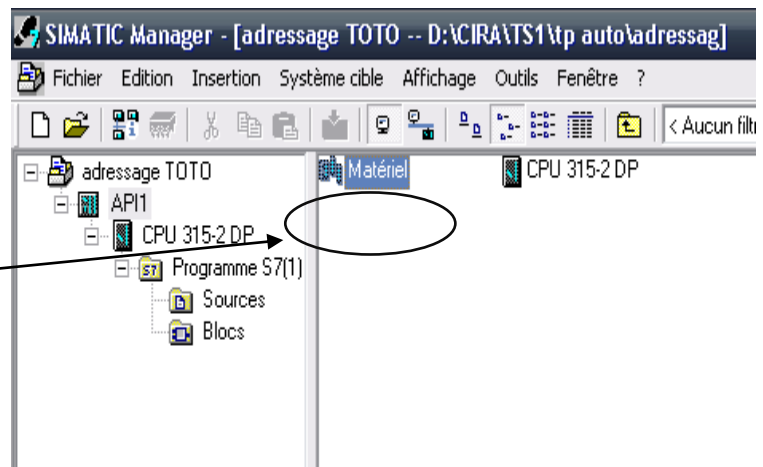 SIMATIC Manager - [adressage TOTO -- D:\CIRA\TS1\tp auto\adressag]
Fichier Edition Insertion Système cible Affichage Outils Fenêtre ?
< Aucun filt
adressage TOTO
API1
CPU 315-2 DP
S7 Programme S7(1)
Sources
Blocs
Matériel CPU 315-2 DP